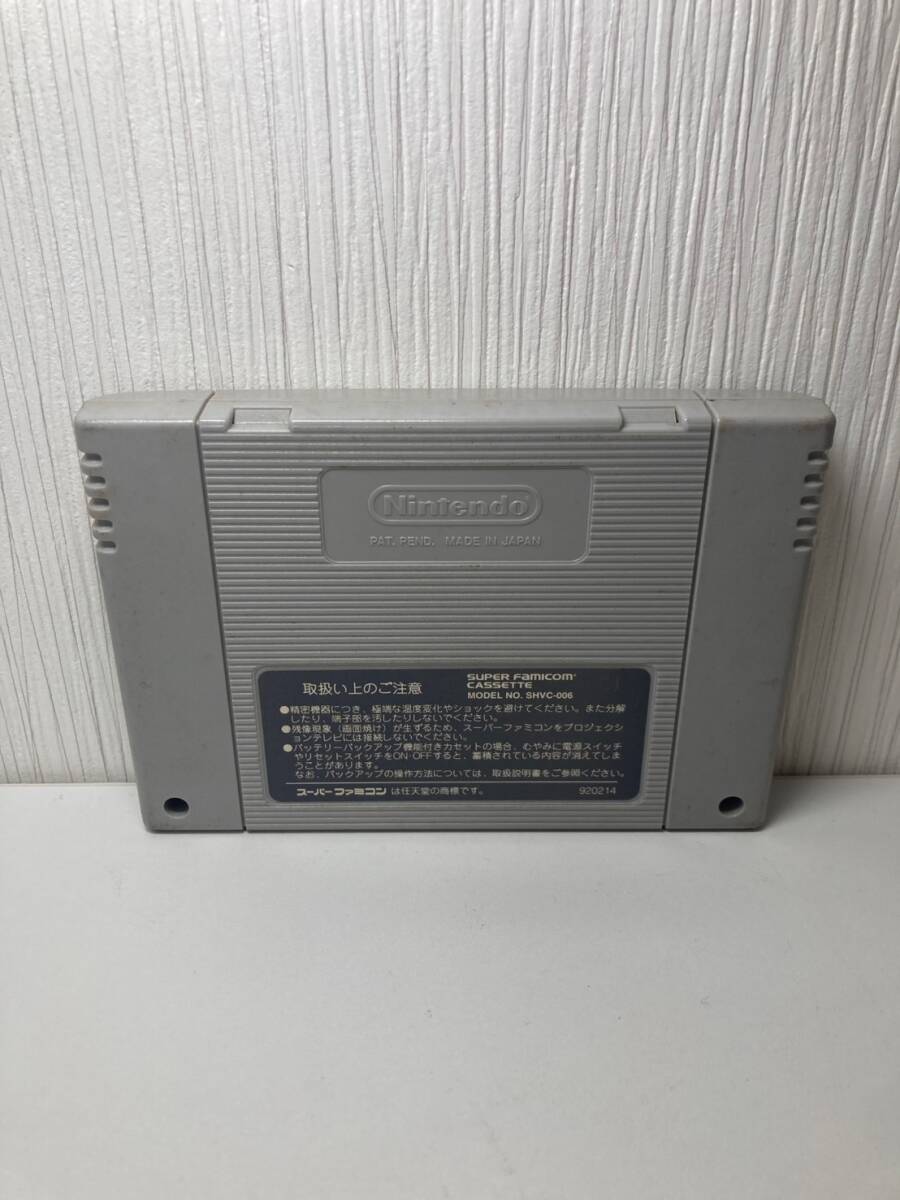 Nintendo
PAT. PEND. MADE IN JAPAN
取扱い上のご注意
SUPER FAMICOM
CASSETTE
MODEL NO. SHVC-006
●精密機器につき、極端な温度変化やショックを避けてください。また分解
したり、端子部を汚したりしないでください。
●残像現象（画面焼け）が生ずるため、スーパーファミコンをプロジェクシ
ョンテレビには接続しないでください。
●バッテリーバックアップ機能付きカセットの場合、むやみに電源スイッチ
やリセットスイッチをON・OFFすると、蓄積されている内容が消えてしま
うことがあります。
なお、バックアップの操作方法については、取扱説明書をご参照ください。
スーパーファミコン は任天堂の商標です。 920214